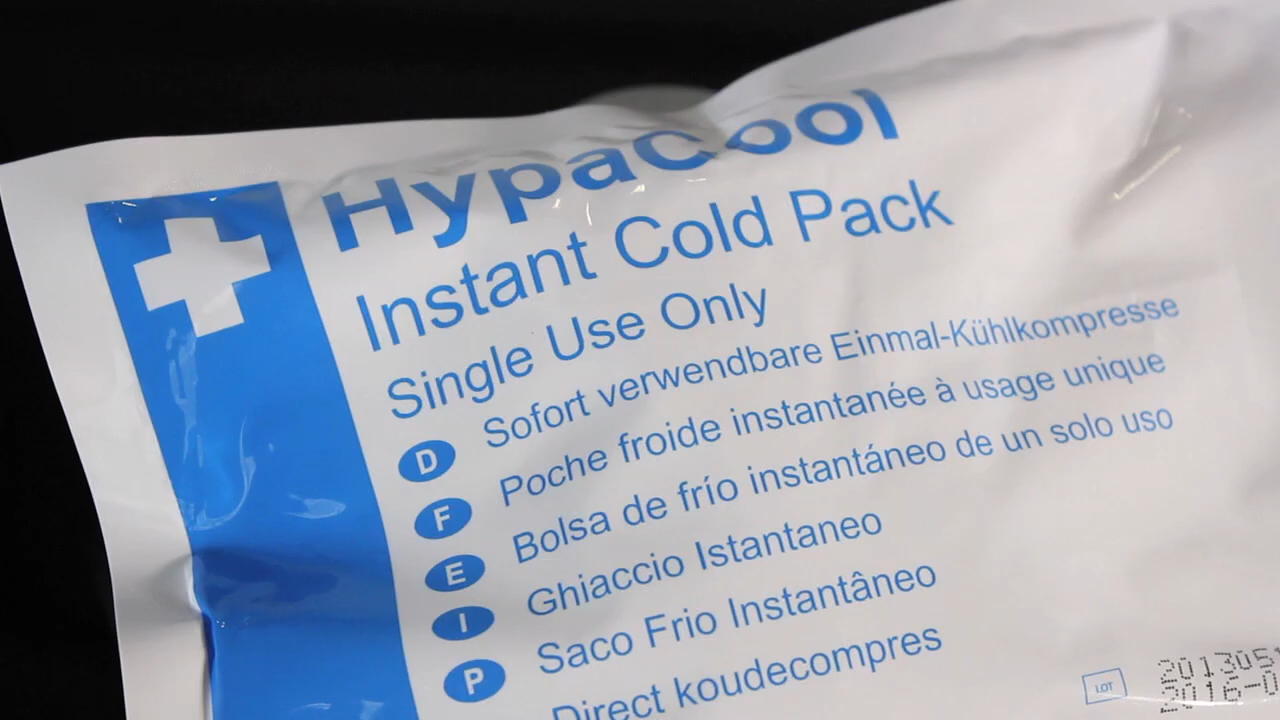 HypaCool
Instant Cold Pack
Single Use Only
D Sofort verwendbare Einmal-Kühlkompresse
F Poche froide instantanée à usage unique
E Bolsa de frío instantáneo de un solo uso
I Ghiaccio Istantaneo
P Saco Frio Instantâneo
Direct koudecompres
LOT